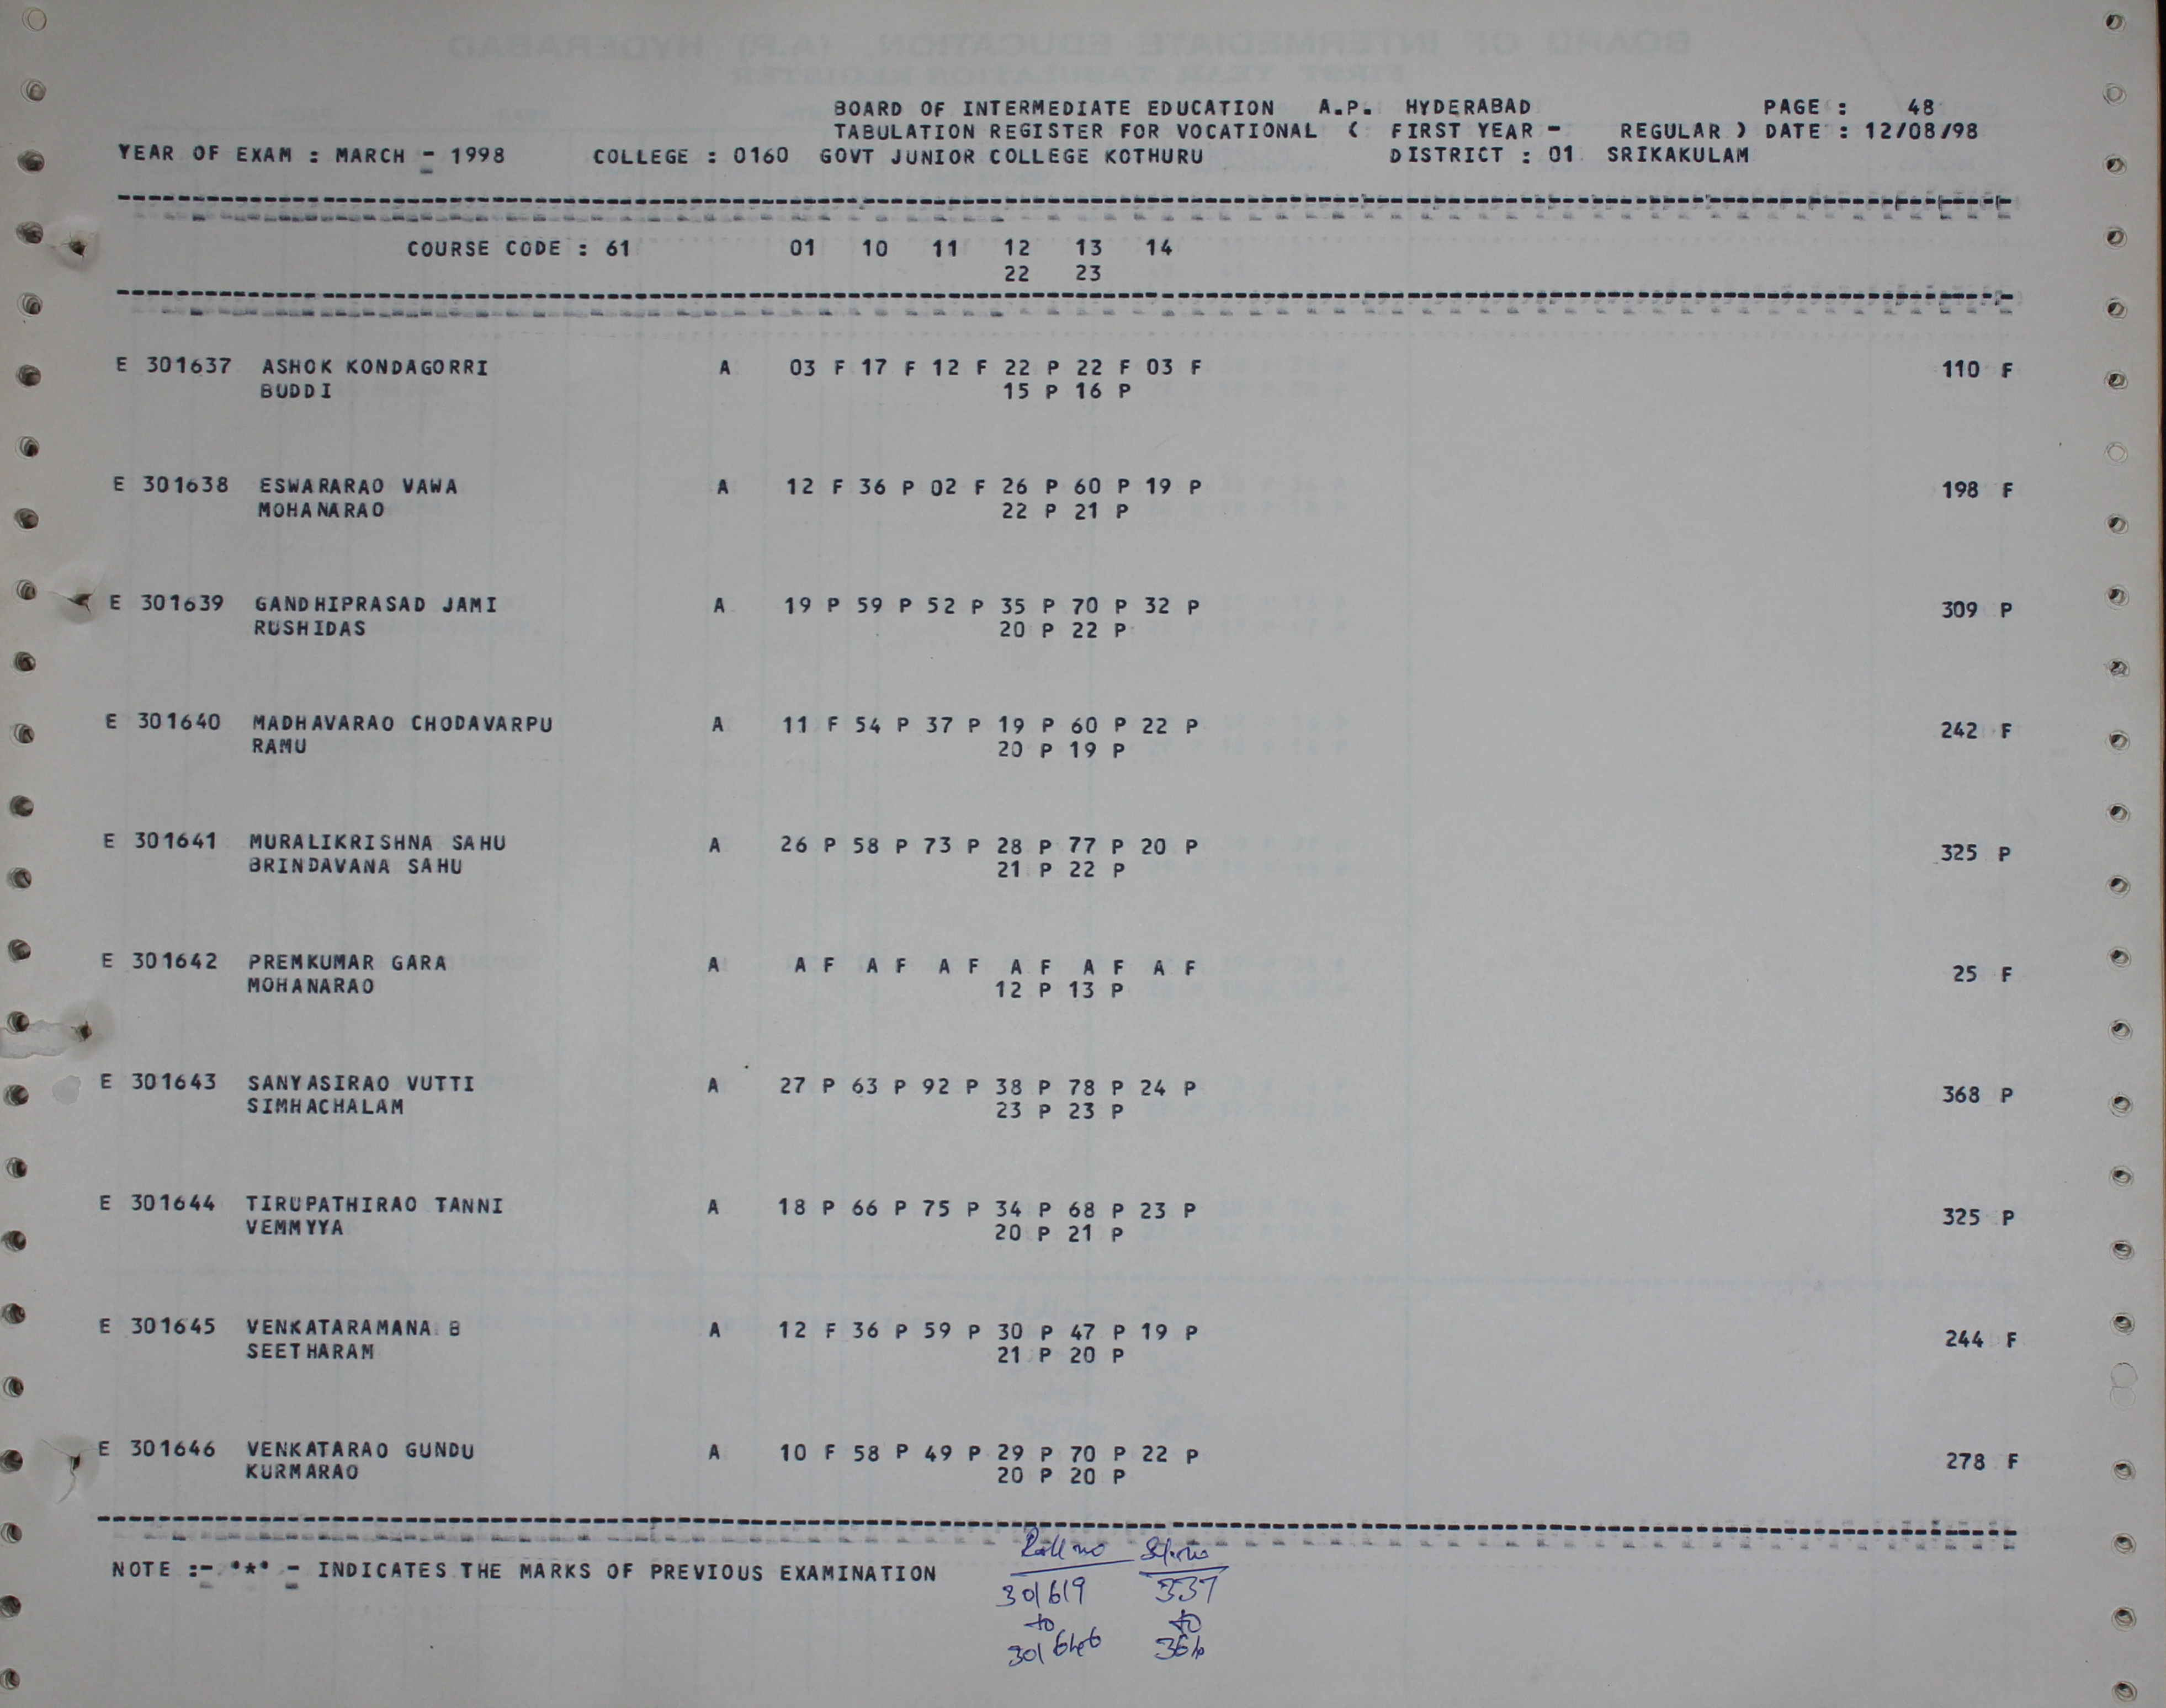 BOARD OF INTERMEDIATE EDUCATION A.P. HYDERABAD PAGE : 48
TABULATION REGISTER FOR VOCATIONAL ( FIRST YEAR - REGULAR ) DATE : 12/08/98
YEAR OF EXAM : MARCH - 1998 COLLEGE : 0160 GOVT JUNIOR COLLEGE KOTHURU DISTRICT : 01 SRIKAKULAM
COURSE CODE : 61 01 10 11 12 13 14
22 23
E 301637 ASHOK KONDAGORRI A 03 F 17 F 12 F 22 P 22 F 03 F 110 F
BUDDI 15 P 16 P
E 301638 ESWARARAO VAWA A 12 F 36 P 02 F 26 P 60 P 19 P 198 F
MOHANARAO 22 P 21 P
E 301639 GANDHIPRASAD JAMI A 19 P 59 P 52 P 35 P 70 P 32 P 309 P
RUSHIDAS 20 P 22 P
E 301640 MADHAVARAO CHODAVARPU A 11 F 54 P 37 P 19 P 60 P 22 P 242 F
RAMU 20 P 19 P
E 301641 MURALIKRISHNA SAHU A 26 P 58 P 73 P 28 P 77 P 20 P 325 P
BRINDAVANA SAHU 21 P 22 P
E 301642 PREMKUMAR GARA A A F A F A F A F A F A F 25 F
MOHANARAO 12 P 13 P
E 301643 SANYASIRAO VUTTI A 27 P 63 P 92 P 38 P 78 P 24 P 368 P
SIMHACHALAM 23 P 23 P
E 301644 TIRUPATHIRAO TANNI A 18 P 66 P 75 P 34 P 68 P 23 P 325 P
VEMMYYA 20 P 21 P
E 301645 VENKATARAMANA B A 12 F 36 P 59 P 30 P 47 P 19 P 244 F
SEETHARAM 21 P 20 P
E 301646 VENKATARAO GUNDU A 10 F 58 P 49 P 29 P 70 P 22 P 278 F
KURMARAO 20 P 20 P
Roll no
NOTE :- '*' - INDICATES THE MARKS OF PREVIOUS EXAMINATION
301619 337
to to
301646 364